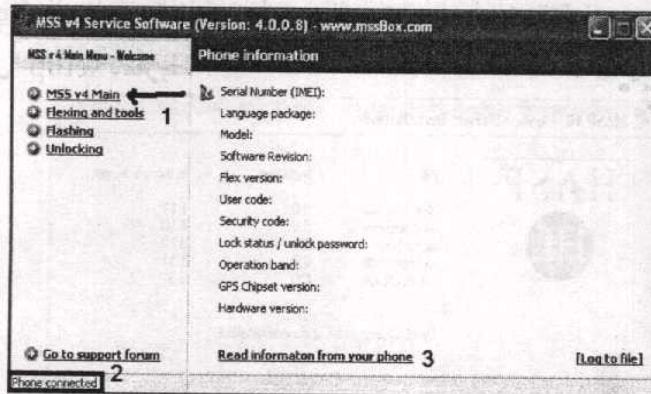 MSS v4 Service Software (Version: 4.0.0.8) - www.mssBox.com
MSS v4 Main Menu - Welcome
Phone information
MSS v4 Main
Flexing and tools 1
Flashing
Unlocking
Serial Number (IMEI):
Language package:
Model:
Software Revision:
Flex version:
User code:
Security code:
Lock status / unlock password:
Operation band:
GPS Chipset version:
Hardware version:
Go to support forum
Read informaton from your phone 3
[Log to file]
Phone connected 2